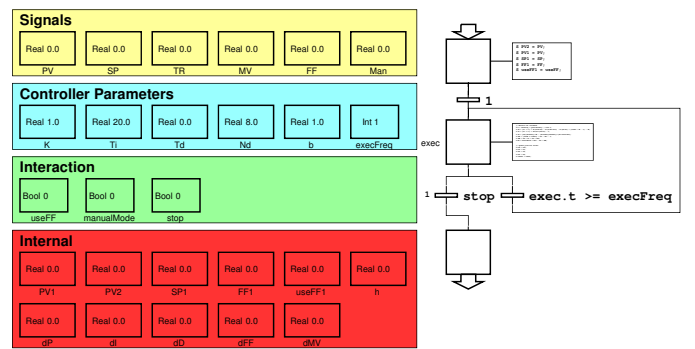 Signals
Real 0.0 Real 0.0 Real 0.0 Real 0.0 Real 0.0 Real 0.0
PV SP TR MV FF Man
Controller Parameters
Real 1.0 Real 20.0 Real 0.0 Real 8.0 Real 1.0 Int 1
K Ti Td Nd b execFreq
Interaction
Bool 0 Bool 0 Bool 0
useFF manualMode stop
Internal
Real 0.0 Real 0.0 Real 0.0 Real 0.0 Real 0.0 Real 0.0
PV1 PV2 SP1 FF1 useFF1 h
Real 0.0 Real 0.0 Real 0.0 Real 0.0 Real 0.0
dP dI dD dFF dMV
S PV2 = PV;
S PV1 = PV;
S SP1 = SP;
S FF1 = FF;
S useFF1 = useFF;
1
exec
1 stop exec.t >= execFreq